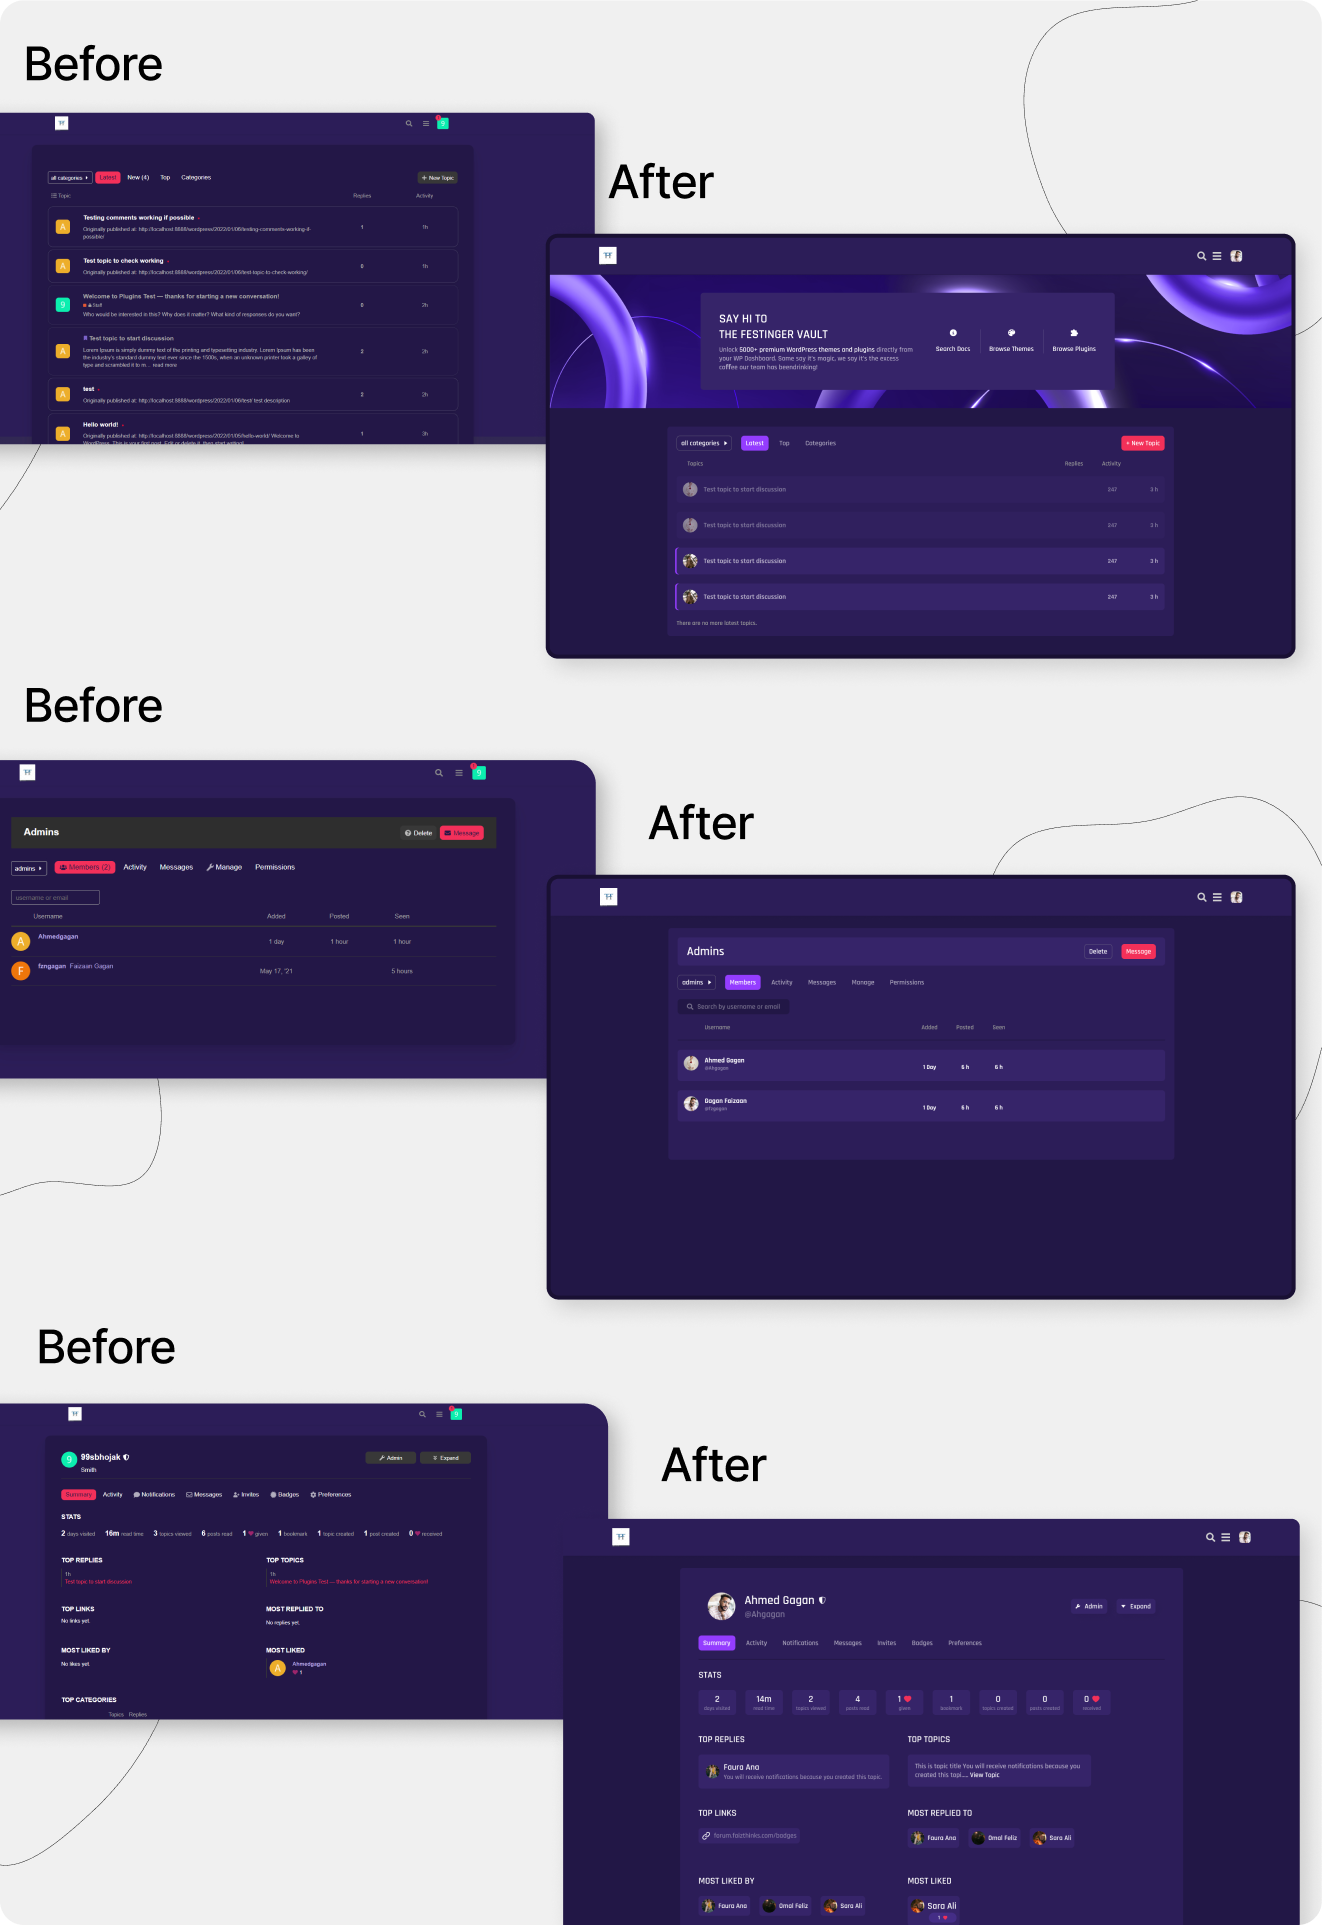 Before
9
all categories
Latest
New (4)
Top
Categories
+ New Topic
Topic
Replies
Activity
A
Testing comments working if possible
Originally published at: http://localhost:8888/wordpress/2022/01/06/testing-comments-working-if-
possible/
1
1h
A
Test topic to check working
Originally published at: http://localhost:8888/wordpress/2022/01/06/test-topic-to-check-working/
0
1h
9
Welcome to Plugins Test — thanks for starting a new conversation!
Staff
Who would be interested in this? Why does it matter? What kind of responses do you want?
0
2h
A
Test topic to start discussion
Lorem Ipsum is simply dummy text of the printing and typesetting industry. Lorem Ipsum has been
the industry's standard dummy text ever since the 1500s, when an unknown printer took a galley of
type and scrambled it to m... read more
2
2h
A
test
Originally published at: http://localhost:8888/wordpress/2022/01/06/test/ test description
2
2h
A
Hello world!
Originally published at: http://localhost:8888/wordpress/2022/01/05/hello-world/ Welcome to
WordPress. This is your first post. Edit or delete it, then start writing!
1
3h
After
SAY HI TO
THE FESTINGER VAULT
Unlock 5000+ premium WordPress themes and plugins directly from
your WP Dashboard. Some say it's magic, we say it's the excess
coffee our team has beendrinking!
Search Docs
Browse Themes
Browse Plugins
all categories
Latest
Top
Categories
+ New Topic
Topics
Replies
Activity
Test topic to start discussion
247
3 h
Test topic to start discussion
247
3 h
Test topic to start discussion
247
3 h
Test topic to start discussion
247
3 h
There are no more latest topics.
Before
9
Admins
Delete
Message
admins
Members (2)
Activity
Messages
Manage
Permissions
username or email
Username
Added
Posted
Seen
A
Ahmedgagan
1 day
1 hour
1 hour
F
fzngagan Faizaan Gagan
May 17, '21
5 hours
After
Admins
Delete
Message
admins
Members
Activity
Messages
Manage
Permissions
Search by username or email
Username
Added
Posted
Seen
Ahmed Gagan
@Ahgagan
1 Day
6 h
6 h
Gagan Faizaan
@fzgagan
1 Day
6 h
6 h
Before
9
9
99sbhojak
Smith
Admin
Expand
Summary
Activity
Notifications
Messages
Invites
Badges
Preferences
STATS
2 days visited
16m read time
3 topics viewed
6 posts read
1 given
1 bookmark
1 topic created
1 post created
0 received
TOP REPLIES
1h
Test topic to start discussion
TOP TOPICS
1h
Welcome to Plugins Test — thanks for starting a new conversation!
TOP LINKS
No links yet.
MOST REPLIED TO
No replies yet.
MOST LIKED BY
No likes yet.
MOST LIKED
A
Ahmedgagan
1
TOP CATEGORIES
Topics Replies
After
Ahmed Gagan
@Ahgagan
Admin
Expand
Summary
Activity
Notifications
Messages
Invites
Badges
Preferences
STATS
2
days visited
14m
read time
2
topics viewed
4
posts read
1
given
1
bookmark
0
topics created
0
posts created
0
received
TOP REPLIES
Faura Ana
You will receive notifications because you created this topic.
TOP TOPICS
This is topic title You will receive notifications because you
created this topi.... View Topic
TOP LINKS
forum.faizthinks.com/badges
MOST REPLIED TO
Faura Ana
Omal Feliz
Sara Ali
MOST LIKED BY
Faura Ana
Omal Feliz
Sara Ali
MOST LIKED
Sara Ali
1